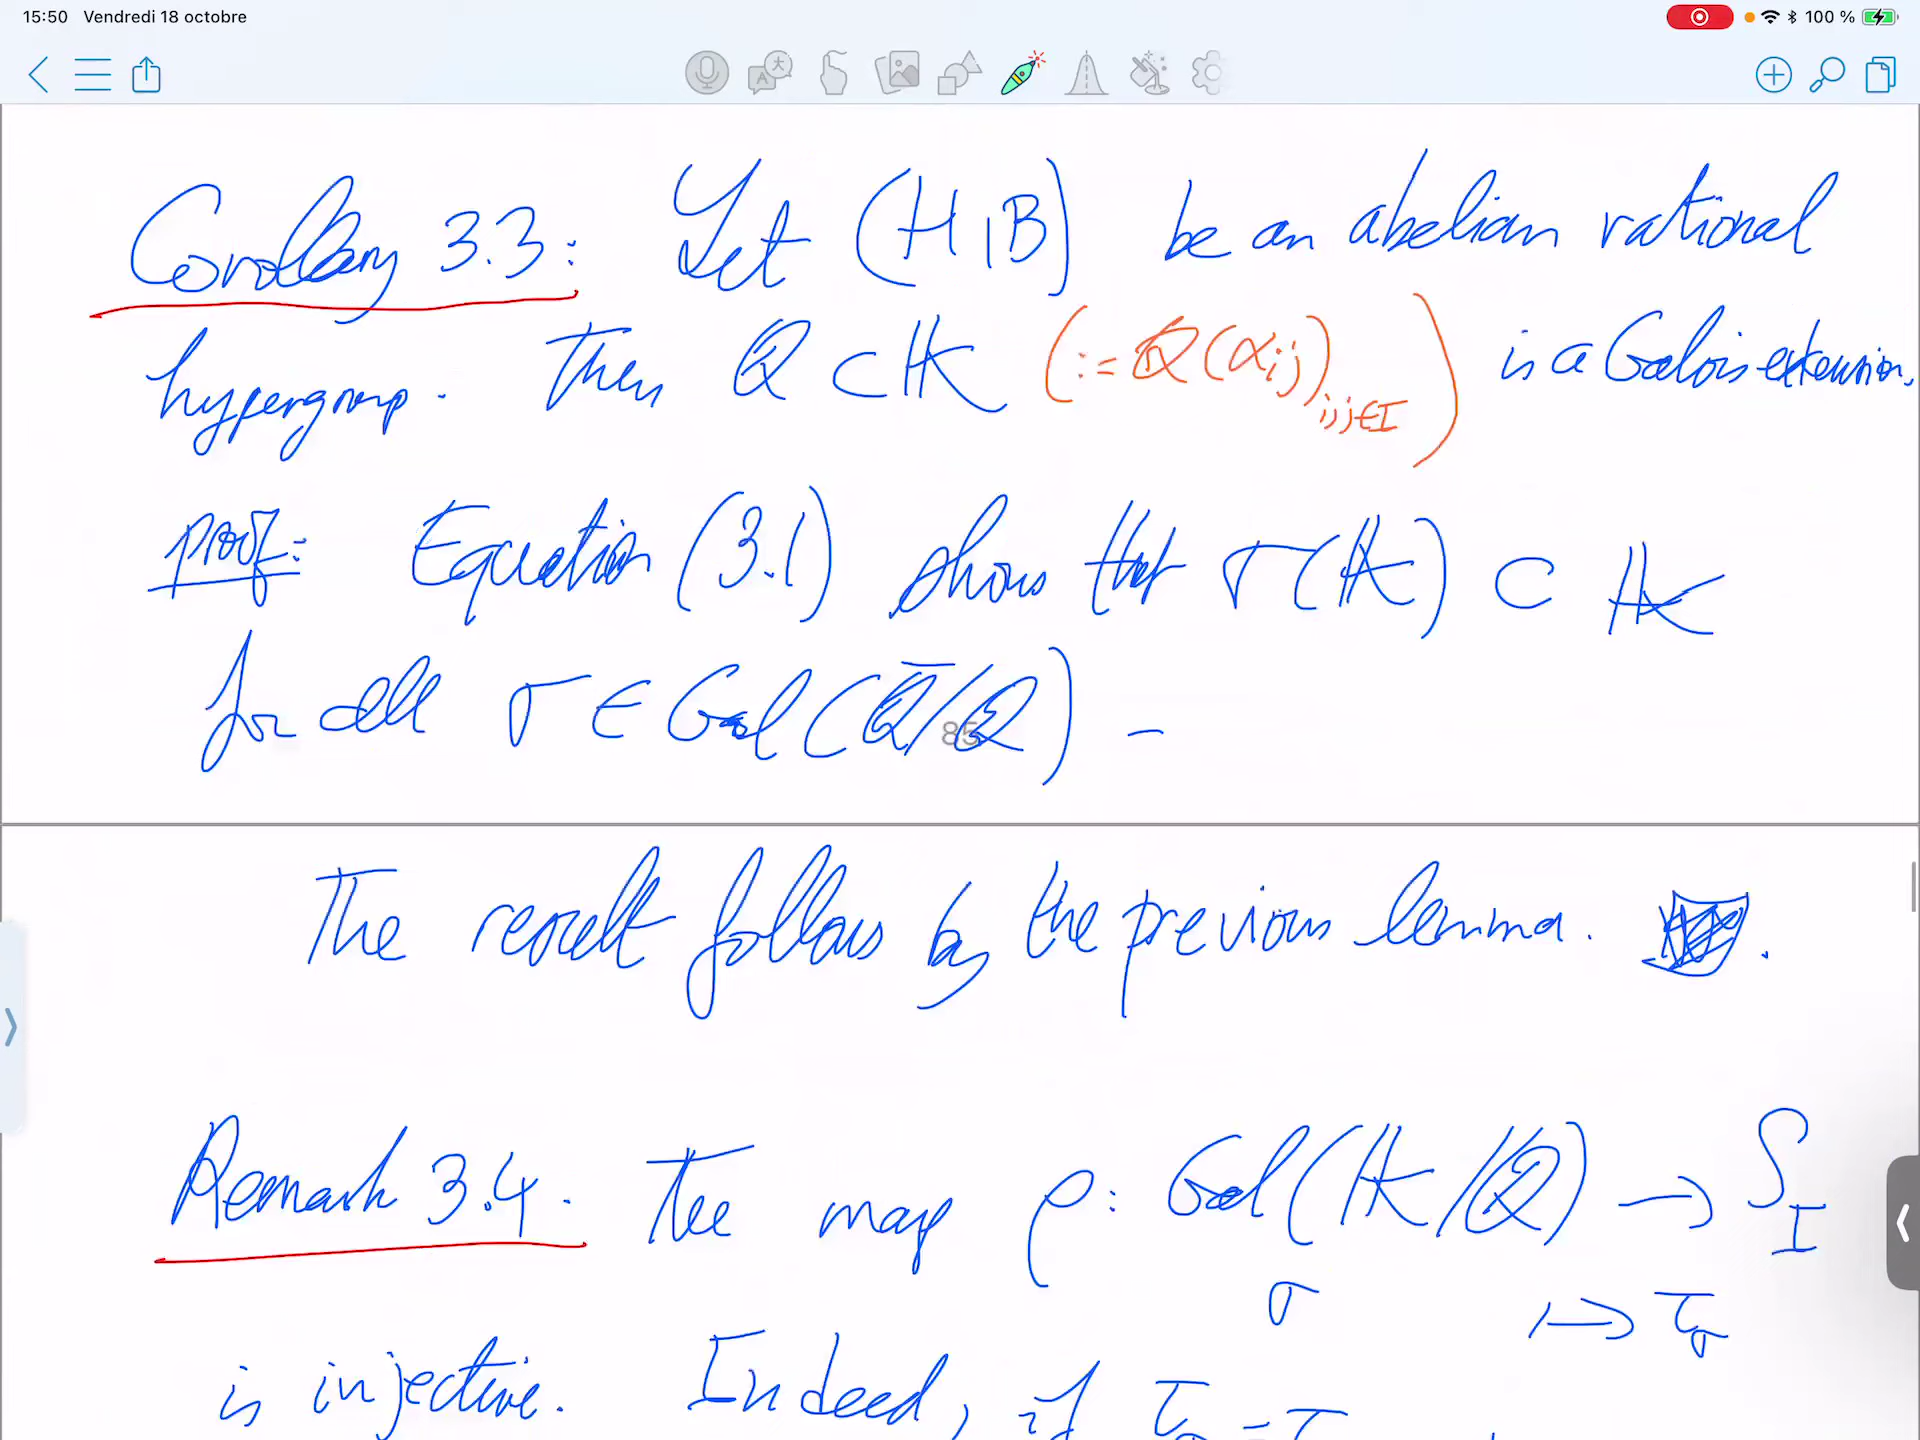 15:50 Vendredi 18 octobre 100 %
Corollary 3.3: Let (H,B) be an abelian rational
hypergroup. Then ℚ ⊂ 𝕂 (:= ℚ(αij)i,j∈I) is a Galois extension.
proof: Equation (3.1) shows that σ(𝕂) ⊂ 𝕂
for all σ ∈ Gal(ℚ̄/ℚ) –
85
The result follows by the previous lemma.
Remark 3.4. The map ρ: Gal(𝕂/ℚ) → S_I
σ ↦ τ_σ
is injective. Indeed, if τ_σ = τ